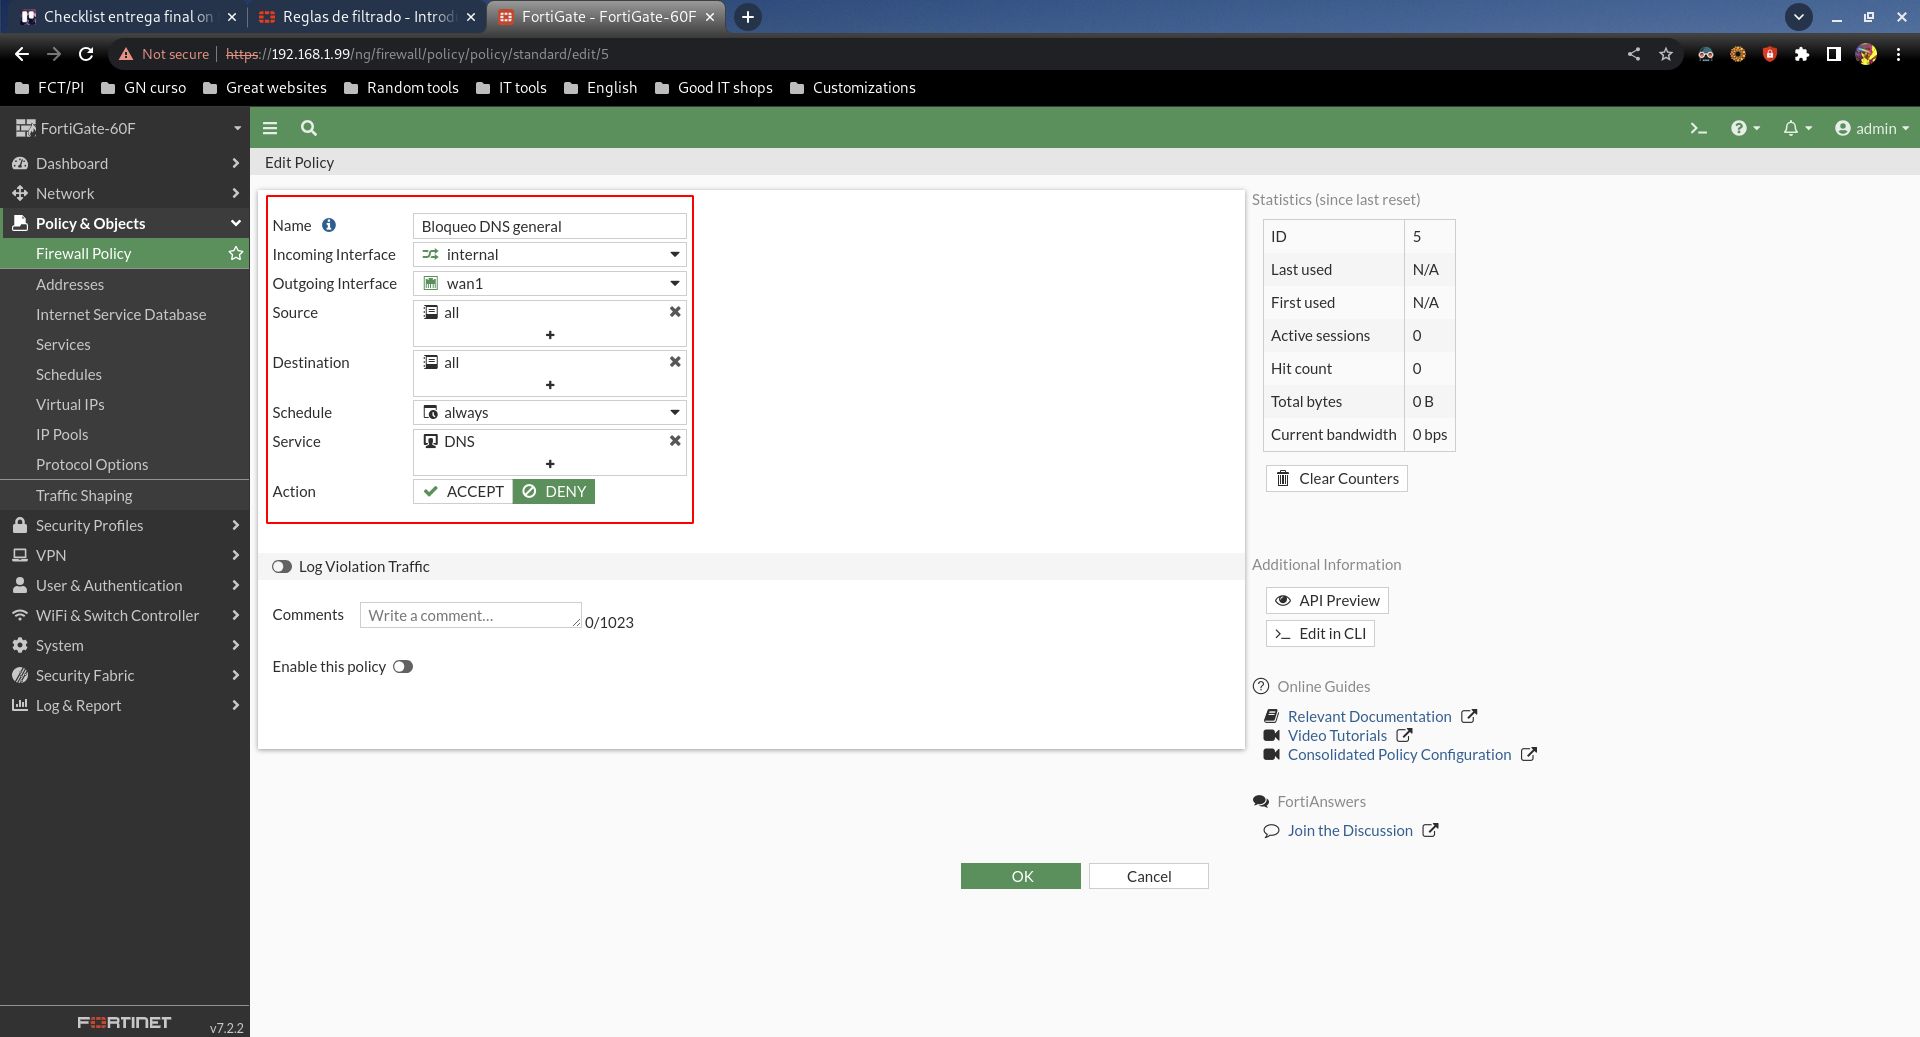 Checklist entrega final on
Reglas de filtrado - Introdu
FortiGate - FortiGate-60F
Not secure
https://192.168.1.99/ng/firewall/policy/policy/standard/edit/5
FCT/PI
GN curso
Great websites
Random tools
IT tools
English
Good IT shops
Customizations
FortiGate-60F
admin
Dashboard
Network
Policy & Objects
Firewall Policy
Addresses
Internet Service Database
Services
Schedules
Virtual IPs
IP Pools
Protocol Options
Traffic Shaping
Security Profiles
VPN
User & Authentication
WiFi & Switch Controller
System
Security Fabric
Log & Report
FORTINET
v7.2.2
Edit Policy
Name
Bloqueo DNS general
Incoming Interface
internal
Outgoing Interface
wan1
Source
all
Destination
all
Schedule
always
Service
DNS
Action
ACCEPT
DENY
Log Violation Traffic
Comments
Write a comment...
0/1023
Enable this policy
OK
Cancel
Statistics (since last reset)
ID 5
Last used N/A
First used N/A
Active sessions 0
Hit count 0
Total bytes 0 B
Current bandwidth 0 bps
Clear Counters
Additional Information
API Preview
Edit in CLI
Online Guides
Relevant Documentation
Video Tutorials
Consolidated Policy Configuration
FortiAnswers
Join the Discussion